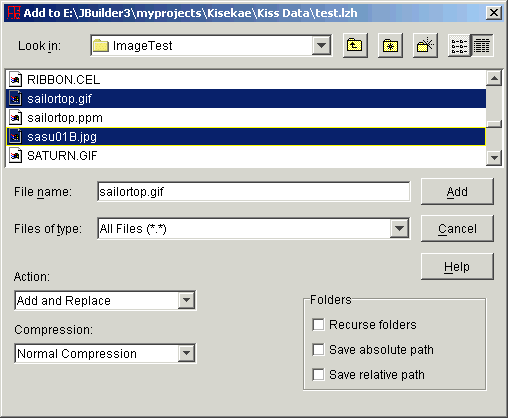 Add to E:\JBuilder3\myprojects\Kisekae\Kiss Data\test.lzh
Look in: ImageTest
RIBBON.CEL
sailortop.gif
sailortop.ppm
sasu01B.jpg
SATURN.GIF
File name: sailortop.gif Add
Files of type: All Files (*.*) Cancel
Help
Action:
Add and Replace
Compression:
Normal Compression
Folders
Recurse folders
Save absolute path
Save relative path